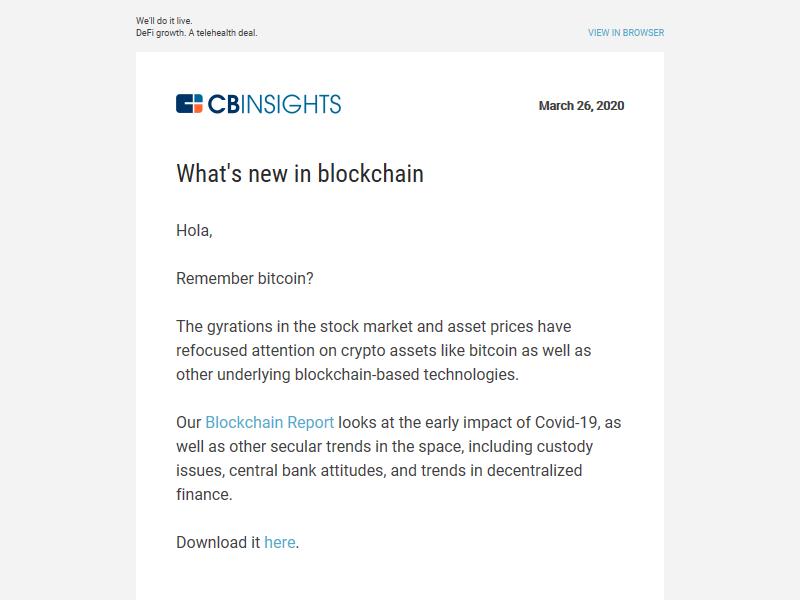 We'll do it live.
DeFi growth. A telehealth deal.
VIEW IN BROWSER
CBINSIGHTS
March 26, 2020
What's new in blockchain
Hola,
Remember bitcoin?
The gyrations in the stock market and asset prices have
refocused attention on crypto assets like bitcoin as well as
other underlying blockchain-based technologies.
Our Blockchain Report looks at the early impact of Covid-19, as
well as other secular trends in the space, including custody
issues, central bank attitudes, and trends in decentralized
finance.
Download it here.